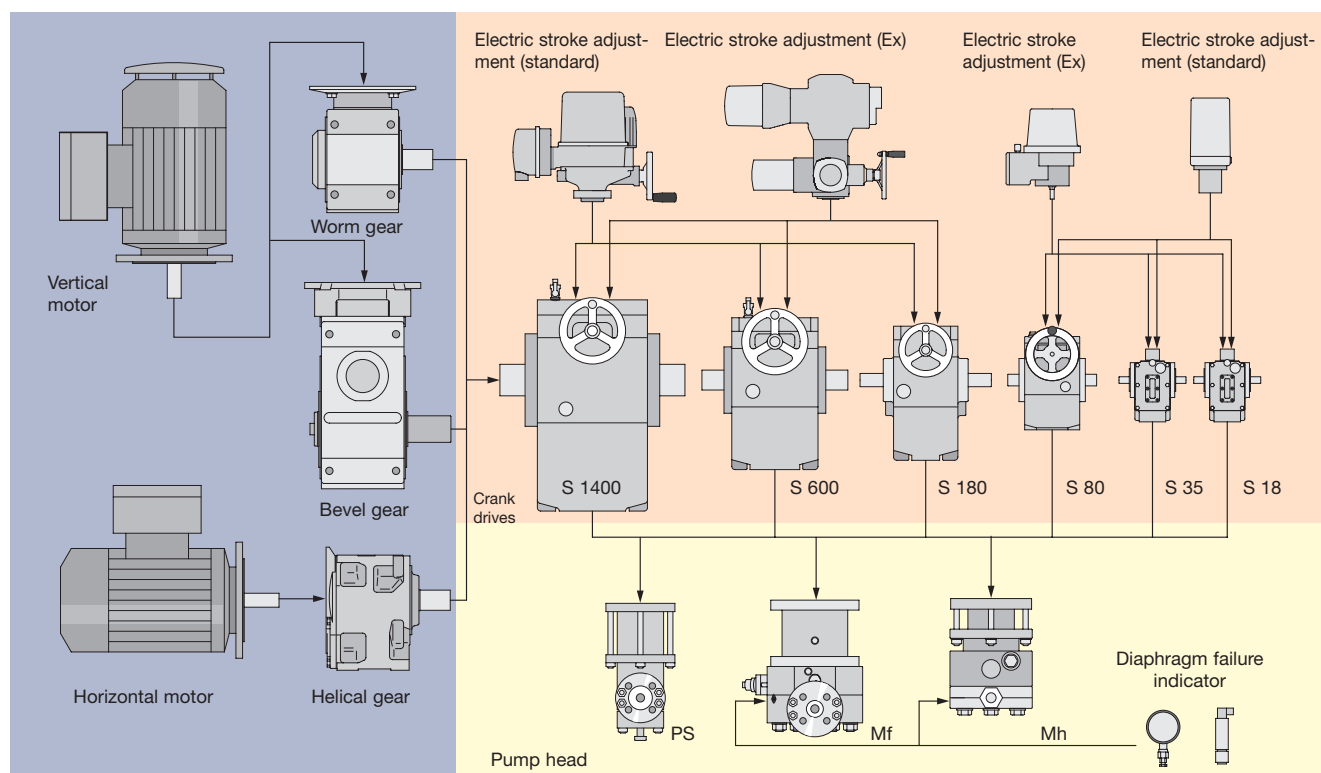 Electric stroke adjust-
ment (standard)
Electric stroke adjustment (Ex)
Electric stroke
adjustment (Ex)
Electric stroke adjust-
ment (standard)
Worm gear
Vertical
motor
Bevel gear
Crank
drives
S 1400
S 600
S 180
S 80
S 35
S 18
Horizontal motor
Helical gear
PS
Mf
Mh
Diaphragm failure
indicator
Pump head